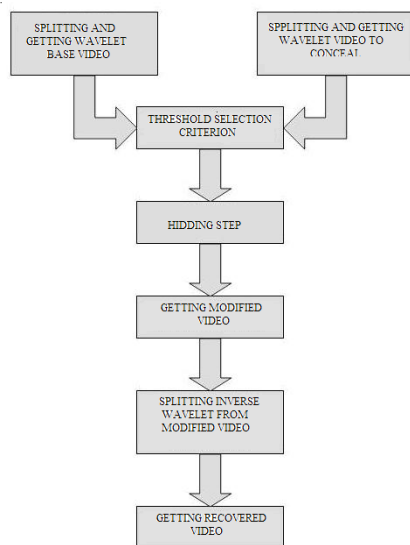 SPLITTING AND
GETTING WAVELET
BASE VIDEO
SPPLITTING AND GETTING
WAVELET VIDEO TO
CONCEAL
THRESHOLD SELECTION
CRITERION
HIDDING STEP
GETTING MODIFIED
VIDEO
SPLITTING INVERSE
WAVELET FROM
MODIFIED VIDEO
GETTING RECOVERED
VIDEO